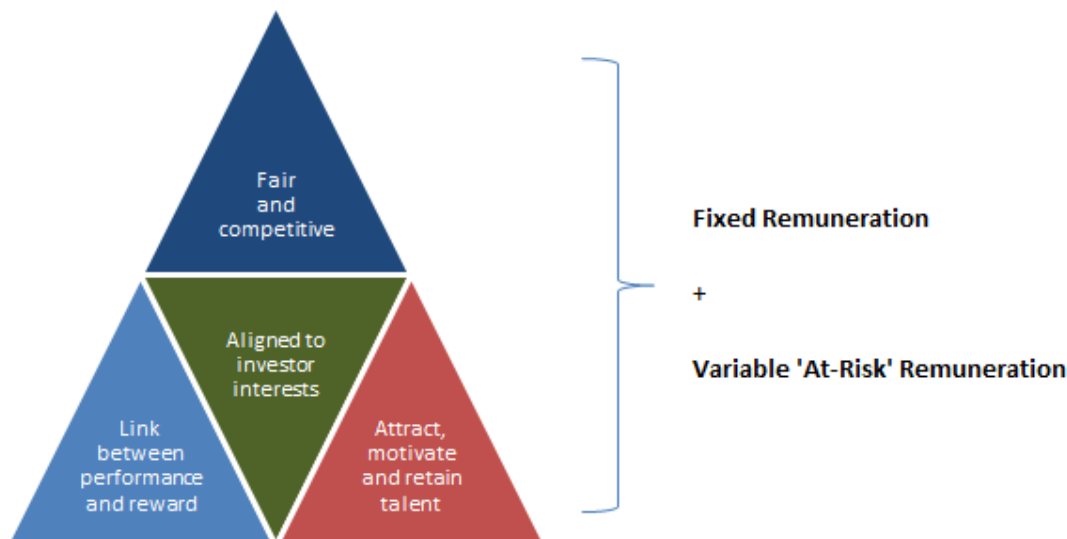 Fair
and
competitive
Aligned to
investor
interests
Link
between
performance
and reward
Attract,
motivate
and retain
talent
Fixed Remuneration
+
Variable 'At-Risk' Remuneration